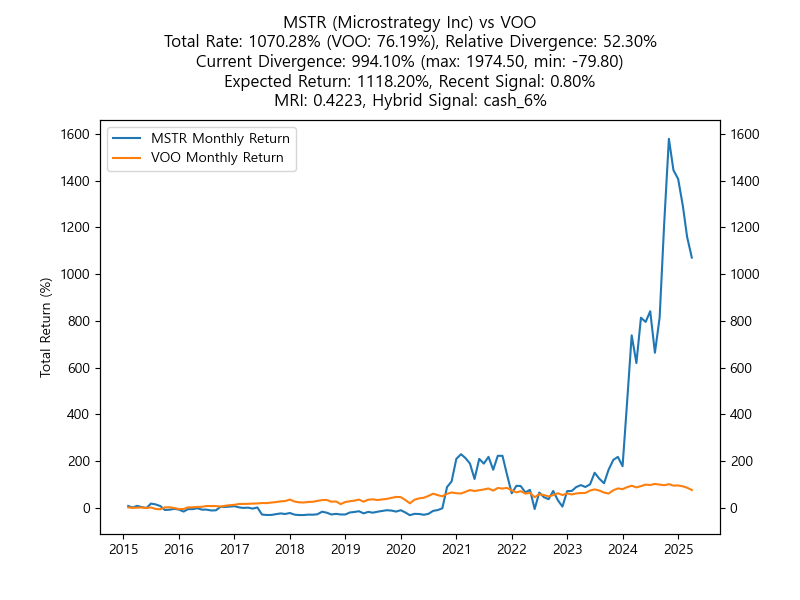 MSTR (Microstrategy Inc) vs VOO
Total Rate: 1070.28% (VOO: 76.19%), Relative Divergence: 52.30%
Current Divergence: 994.10% (max: 1974.50, min: -79.80)
Expected Return: 1118.20%, Recent Signal: 0.80%
MRI: 0.4223, Hybrid Signal: cash_6%
MSTR Monthly Return
VOO Monthly Return
Total Return (%)
1600
1400
1200
1000
800
600
400
200
0
1600
1400
1200
1000
800
600
400
200
0
2015 2016 2017 2018 2019 2020 2021 2022 2023 2024 2025